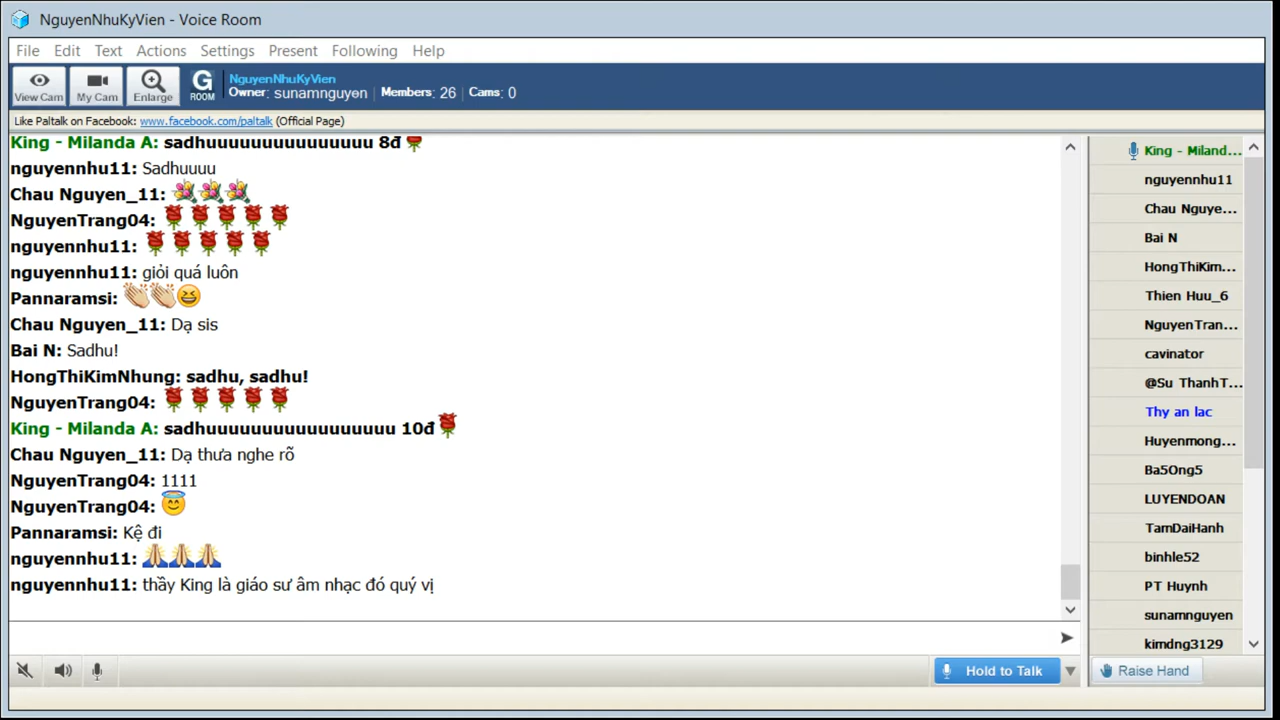 NguyenNhuKyVien - Voice Room
File Edit Text Actions Settings Present Following Help
View Cam
My Cam
Enlarge
G ROOM
NguyenNhuKyVien
Owner: sunamnguyen | Members: 26 | Cams: 0
Like Paltalk on Facebook: www.facebook.com/paltalk (Official Page)
King - Milanda A: sadhuuuuuuuuuuuuuuu 8đ
nguyennhu11: Sadhuuuu
Chau Nguyen_11:
NguyenTrang04:
nguyennhu11:
nguyennhu11: giỏi quá luôn
Pannaramsi:
Chau Nguyen_11: Dạ sis
Bai N: Sadhu!
HongThiKimNhung: sadhu, sadhu!
NguyenTrang04:
King - Milanda A: sadhuuuuuuuuuuuuuuuuu 10đ
Chau Nguyen_11: Dạ thưa nghe rõ
NguyenTrang04: 1111
NguyenTrang04:
Pannaramsi: Kệ đi
nguyennhu11:
nguyennhu11: thầy King là giáo sư âm nhạc đó quý vị
King - Miland...
nguyennhu11
Chau Nguye...
Bai N
HongThiKim...
Thien Huu_6
NguyenTran...
cavinator
@Su ThanhT...
Thy an lac
Huyenmong...
Ba5Ong5
LUYENDOAN
TamDaiHanh
binhle52
PT Huynh
sunamnguyen
kimdng3129
Hold to Talk
Raise Hand